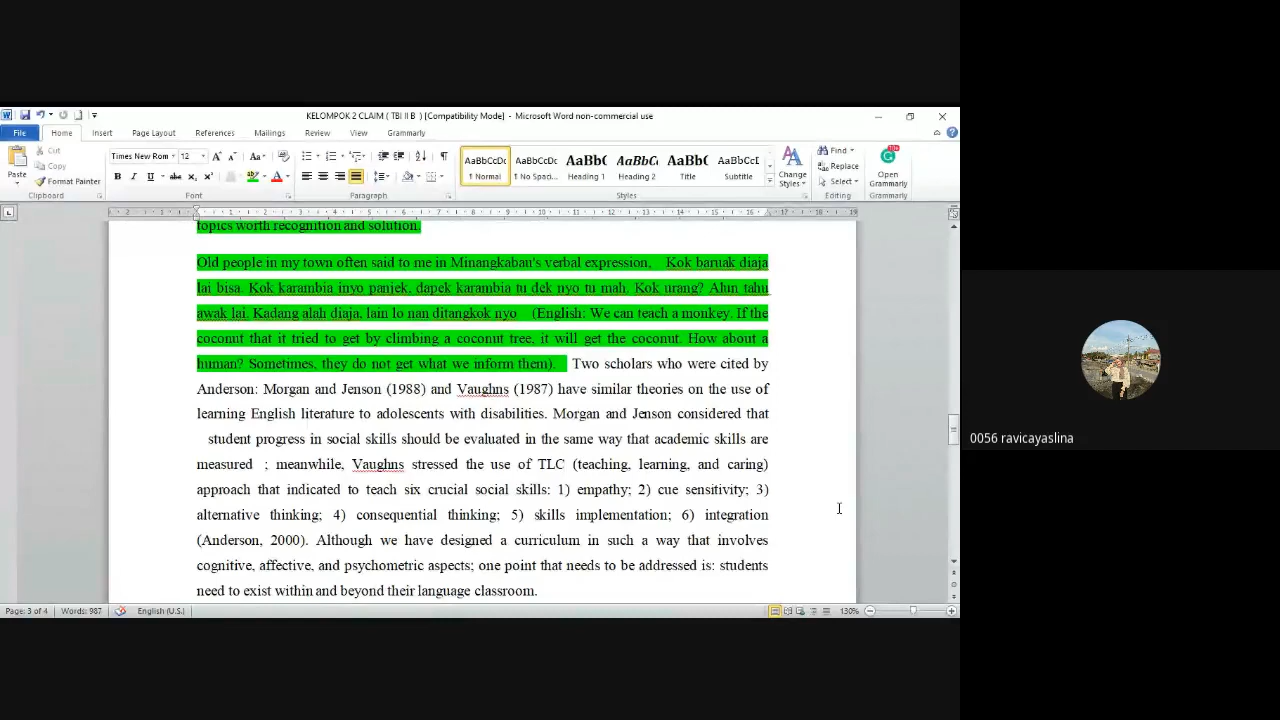 KELOMPOK 2 CLAIM ( TBI II B ) [Compatibility Mode] - Microsoft Word non-commercial use
File Home Insert Page Layout References Mailings Review View Grammarly
Cut
Copy
Format Painter
Paste
Clipboard
Times New Rom 12
Font
Paragraph
AaBbCcDc AaBbCcDc AaBbC AaBbCc AaBbC AaBbCcI
¶ Normal ¶ No Spaci... Heading 1 Heading 2 Title Subtitle
Styles
Change Styles
Find
Replace
Select
Editing
Open Grammarly
Grammarly
topics worth recognition and solution.
Old people in my town often said to me in Minangkabau's verbal expression, Kok baruak diaja
lai bisa. Kok karambia inyo panjek, dapek karambia tu dek nyo tu mah. Kok urang? Alun tahu
awak lai. Kadang alah diaja, lain lo nan ditangkok nyo (English: We can teach a monkey. If the
coconut that it tried to get by climbing a coconut tree, it will get the coconut. How about a
human? Sometimes, they do not get what we inform them). Two scholars who were cited by
Anderson: Morgan and Jenson (1988) and Vaughns (1987) have similar theories on the use of
learning English literature to adolescents with disabilities. Morgan and Jenson considered that
student progress in social skills should be evaluated in the same way that academic skills are
measured ; meanwhile, Vaughns stressed the use of TLC (teaching, learning, and caring)
approach that indicated to teach six crucial social skills: 1) empathy; 2) cue sensitivity; 3)
alternative thinking; 4) consequential thinking; 5) skills implementation; 6) integration
(Anderson, 2000). Although we have designed a curriculum in such a way that involves
cognitive, affective, and psychometric aspects; one point that needs to be addressed is: students
need to exist within and beyond their language classroom.
Page: 3 of 4 Words: 987 English (U.S.) 130%
0056 ravicayaslina